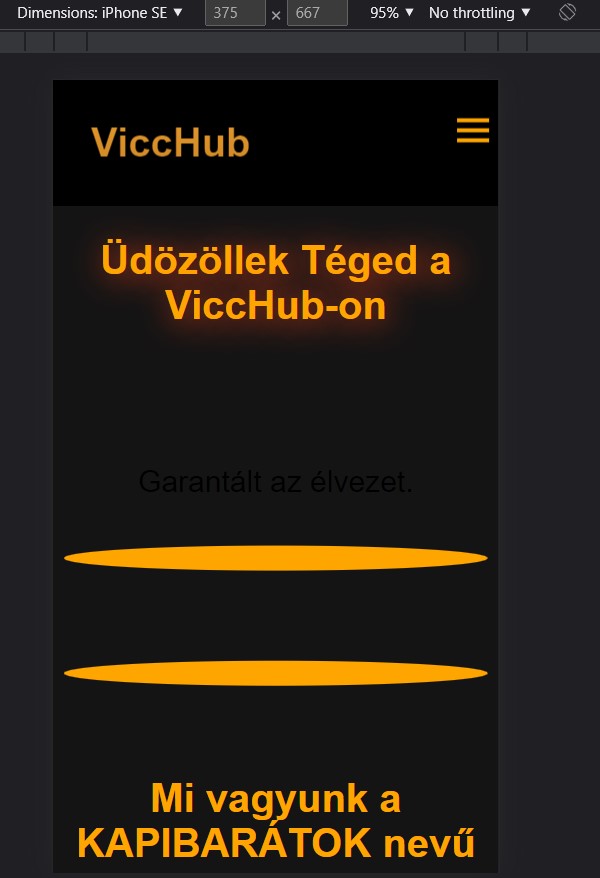 Dimensions: iPhone SE ▼ 375 × 667 95% ▼ No throttling ▼
ViccHub
Üdözöllek Téged a
ViccHub-on
Garantált az élvezet.
Mi vagyunk a
KAPIBARÁTOK nevű